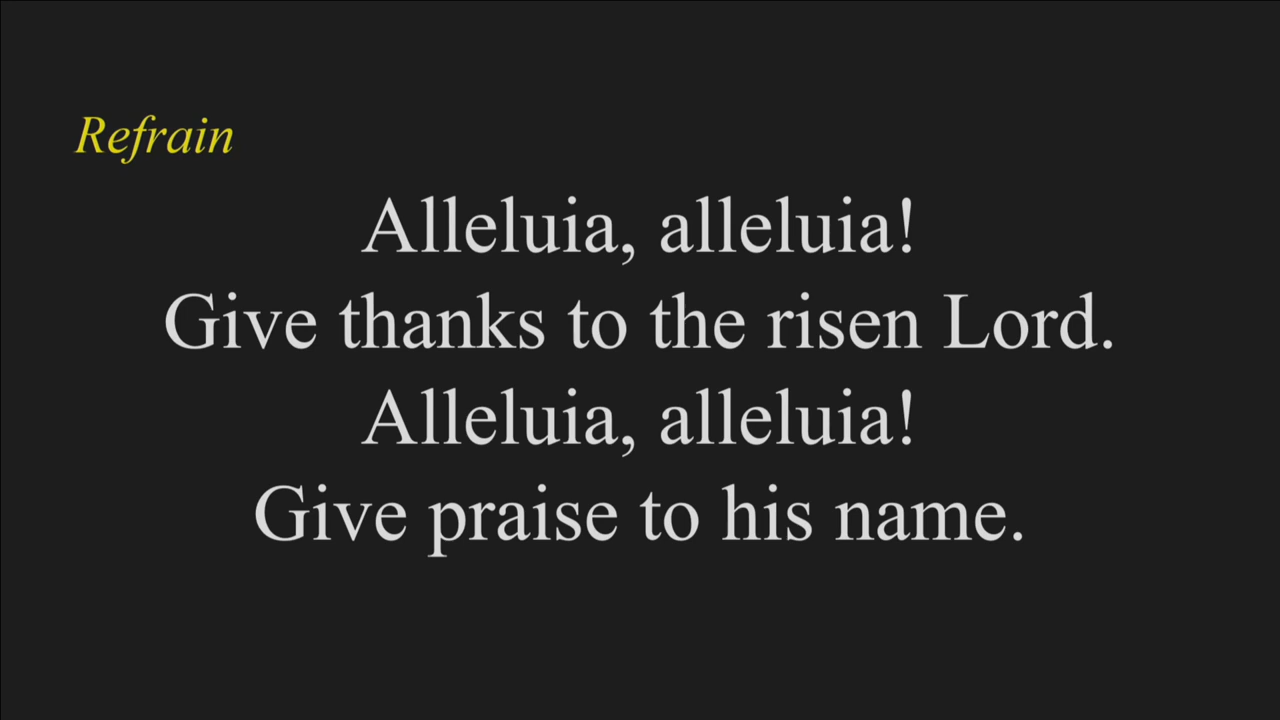 Refrain
Alleluia, alleluia!
Give thanks to the risen Lord.
Alleluia, alleluia!
Give praise to his name.